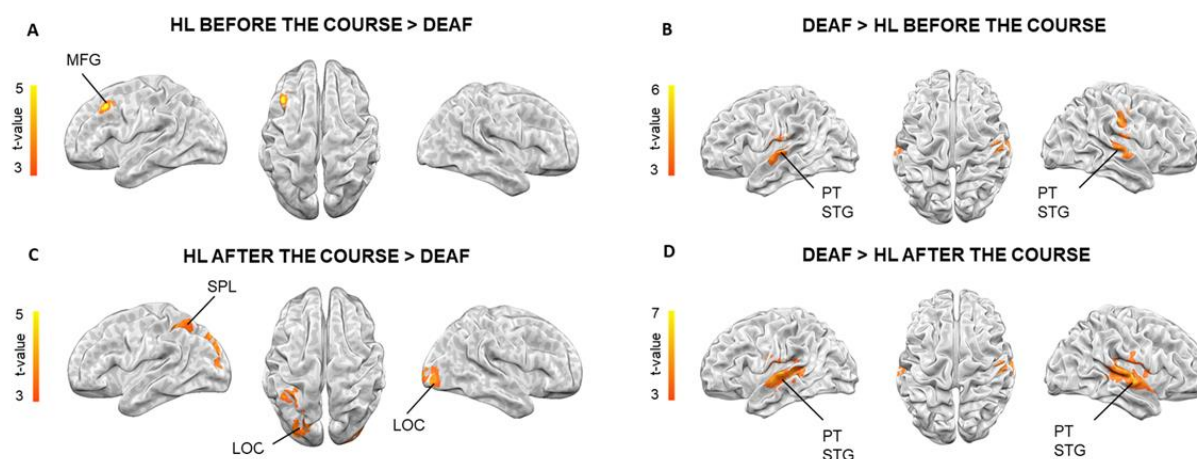 A
HL BEFORE THE COURSE > DEAF
MFG
5
t-value
3
B
DEAF > HL BEFORE THE COURSE
6
t-value
3
PT
STG
PT
STG
C
HL AFTER THE COURSE > DEAF
SPL
5
t-value
3
LOC
LOC
D
DEAF > HL AFTER THE COURSE
7
t-value
3
PT
STG
PT
STG